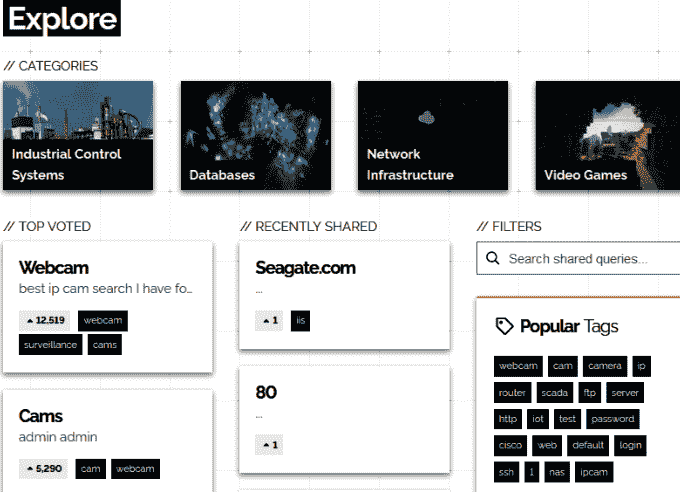 Explore
// CATEGORIES
Industrial Control
Systems
Databases
Network
Infrastructure
Video Games
// TOP VOTED
Webcam
best ip cam search I have fo...
12,519 webcam
surveillance cams
Cams
admin admin
5,290 cam webcam
// RECENTLY SHARED
Seagate.com
...
1 iis
80
...
1
// FILTERS
Search shared queries...
Popular Tags
webcam cam camera ip
router scada ftp server
http iot test password
cisco web default login
ssh 1 nas ipcam